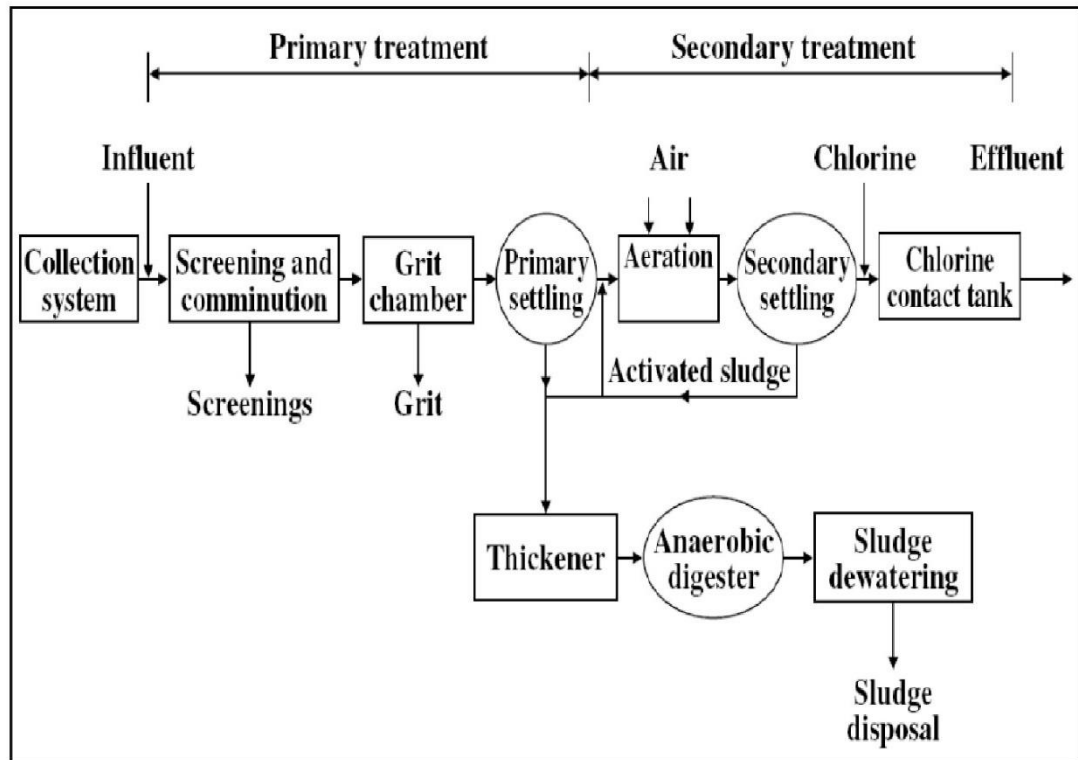 Primary treatment
Secondary treatment
Influent
Air
Chlorine
Effluent
Collection
system
Screening and
comminution
Grit
chamber
Primary
settling
Aeration
Secondary
settling
Chlorine
contact tank
Screenings
Grit
Activated sludge
Thickener
Anaerobic
digester
Sludge
dewatering
Sludge
disposal